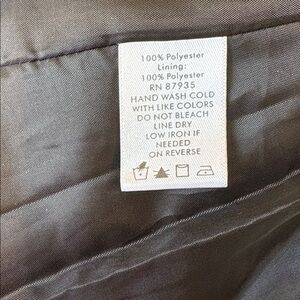 100% Polyester
Lining:
100% Polyester
RN 87935
HAND WASH COLD
WITH LIKE COLORS
DO NOT BLEACH
LINE DRY
LOW IRON IF
NEEDED
ON REVERSE